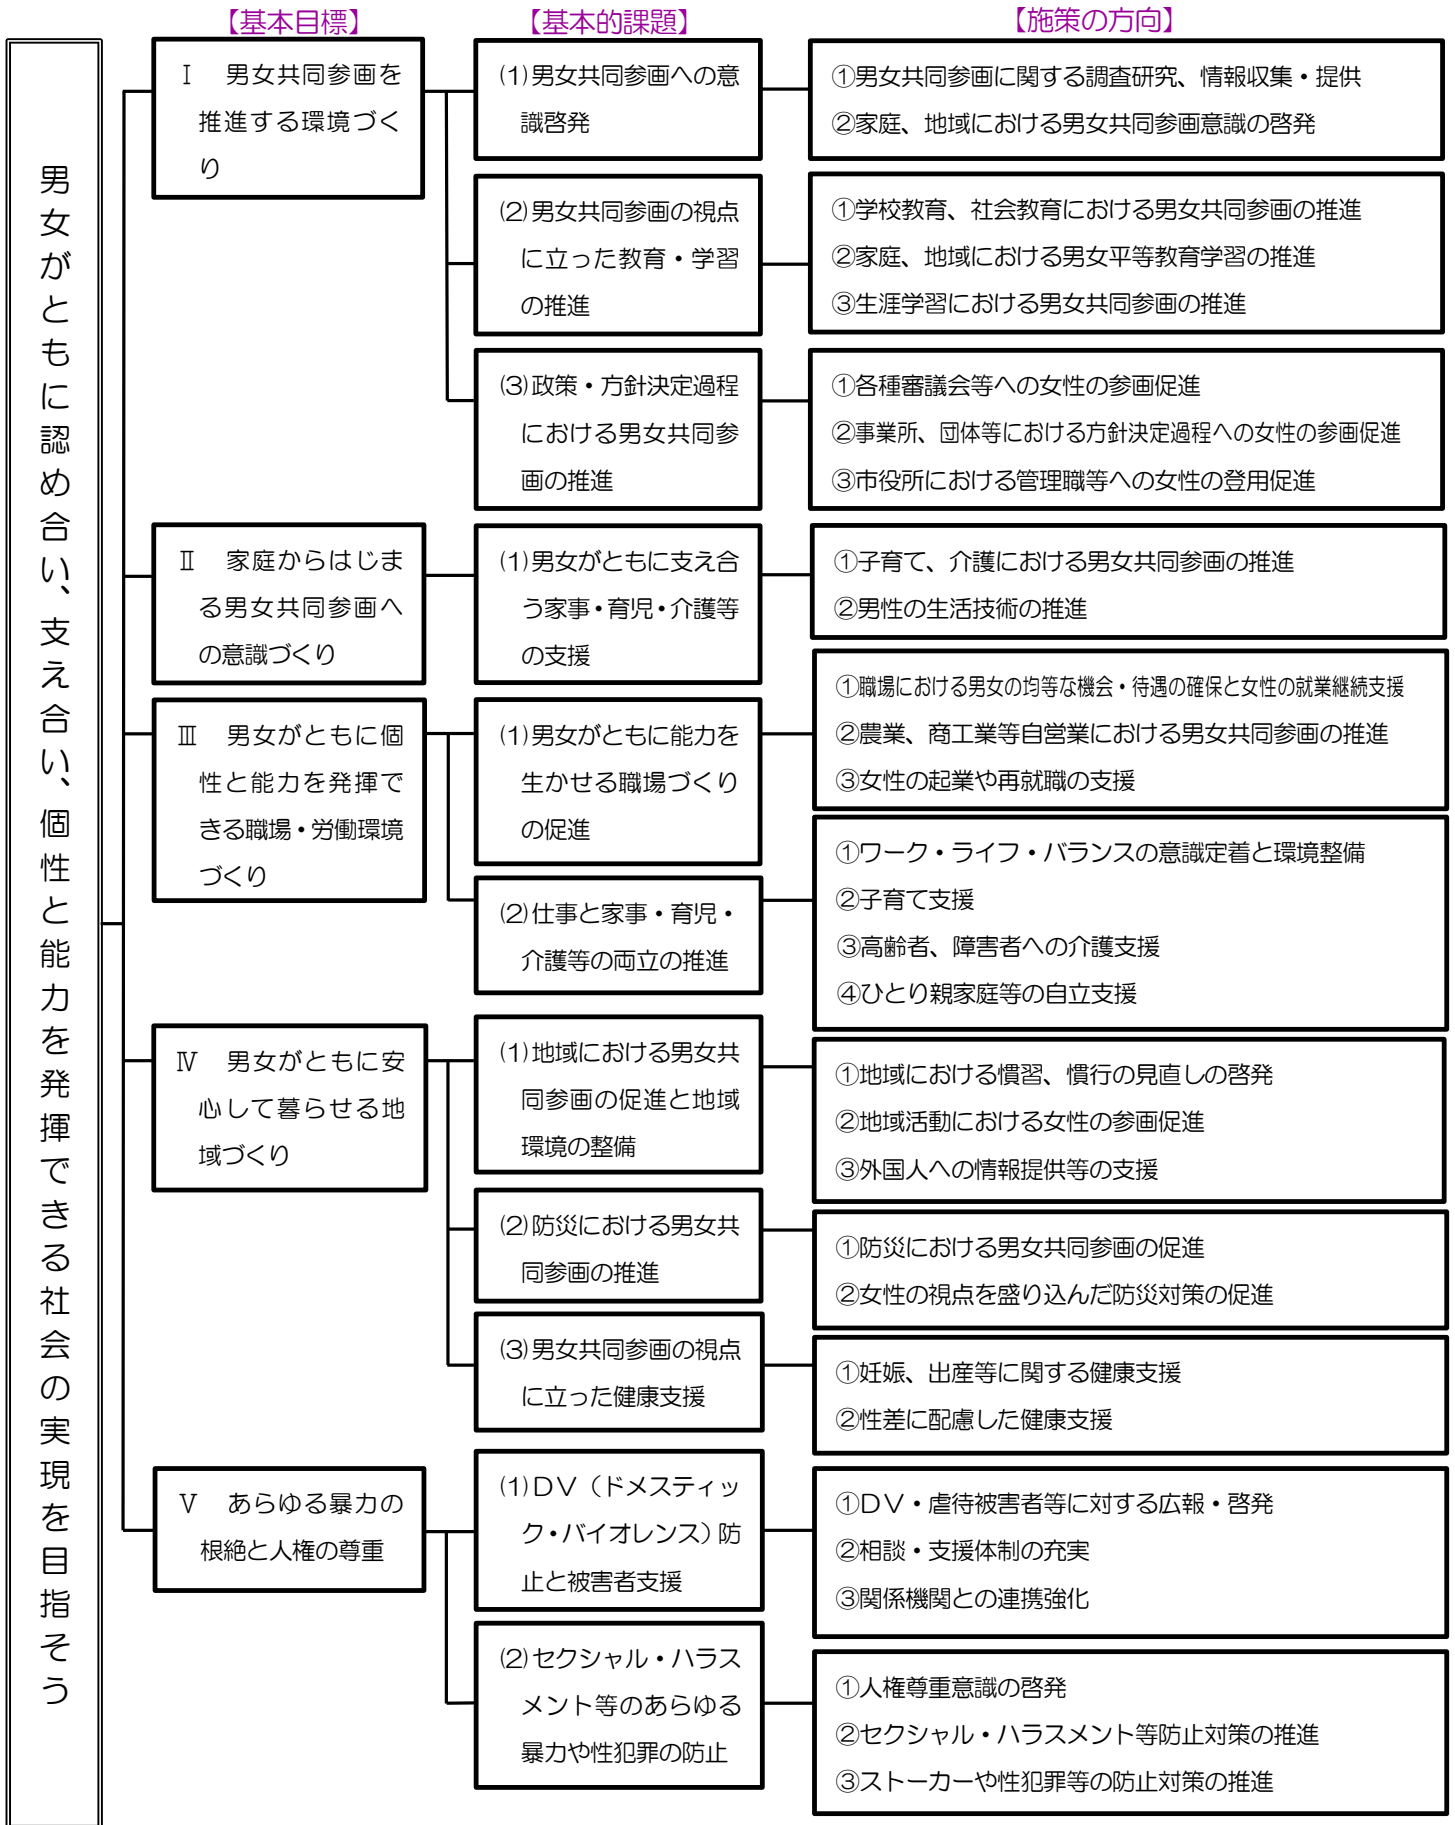 【基本目標】
【基本的課題】
【施策の方向】
男女がともに認め合い、支え合い、個性と能力を発揮できる社会の実現を目指そう
Ⅰ 男女共同参画を
推進する環境づく
り
(1)男女共同参画への意
識啓発
①男女共同参画に関する調査研究、情報収集・提供
②家庭、地域における男女共同参画意識の啓発
(2)男女共同参画の視点
に立った教育・学習
の推進
①学校教育、社会教育における男女共同参画の推進
②家庭、地域における男女平等教育学習の推進
③生涯学習における男女共同参画の推進
(3)政策・方針決定過程
における男女共同参
画の推進
①各種審議会等への女性の参画促進
②事業所、団体等における方針決定過程への女性の参画促進
③市役所における管理職等への女性の登用促進
Ⅱ 家庭からはじま
る男女共同参画へ
の意識づくり
(1)男女がともに支え合
う家事・育児・介護等
の支援
①子育て、介護における男女共同参画の推進
②男性の生活技術の推進
Ⅲ 男女がともに個
性と能力を発揮で
きる職場・労働環境
づくり
(1)男女がともに能力を
生かせる職場づくり
の促進
①職場における男女の均等な機会・待遇の確保と女性の就業継続支援
②農業、商工業等自営業における男女共同参画の推進
③女性の起業や再就職の支援
(2)仕事と家事・育児・
介護等の両立の推進
①ワーク・ライフ・バランスの意識定着と環境整備
②子育て支援
③高齢者、障害者への介護支援
④ひとり親家庭等の自立支援
Ⅳ 男女がともに安
心して暮らせる地
域づくり
(1)地域における男女共
同参画の促進と地域
環境の整備
①地域における慣習、慣行の見直しの啓発
②地域活動における女性の参画促進
③外国人への情報提供等の支援
(2)防災における男女共
同参画の推進
①防災における男女共同参画の促進
②女性の視点を盛り込んだ防災対策の促進
(3)男女共同参画の視点
に立った健康支援
①妊娠、出産等に関する健康支援
②性差に配慮した健康支援
Ⅴ あらゆる暴力の
根絶と人権の尊重
(1)DV（ドメスティッ
ク・バイオレンス）防
止と被害者支援
①DV・虐待被害者等に対する広報・啓発
②相談・支援体制の充実
③関係機関との連携強化
(2)セクシャル・ハラス
メント等のあらゆる
暴力や性犯罪の防止
①人権尊重意識の啓発
②セクシャル・ハラスメント等防止対策の推進
③ストーカーや性犯罪等の防止対策の推進